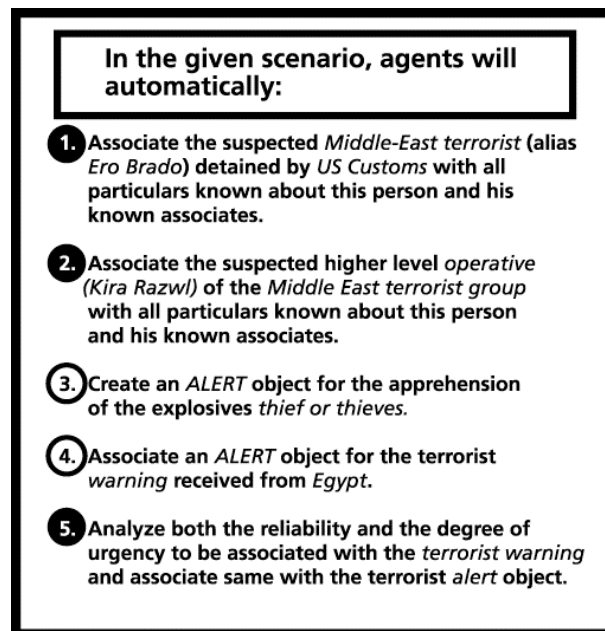 In the given scenario, agents will
automatically:
1. Associate the suspected Middle-East terrorist (alias
Ero Brado) detained by US Customs with all
particulars known about this person and his
known associates.
2. Associate the suspected higher level operative
(Kira Razwl) of the Middle East terrorist group
with all particulars known about this person
and his known associates.
3. Create an ALERT object for the apprehension
of the explosives thief or thieves.
4. Associate an ALERT object for the terrorist
warning received from Egypt.
5. Analyze both the reliability and the degree of
urgency to be associated with the terrorist warning
and associate same with the terrorist alert object.